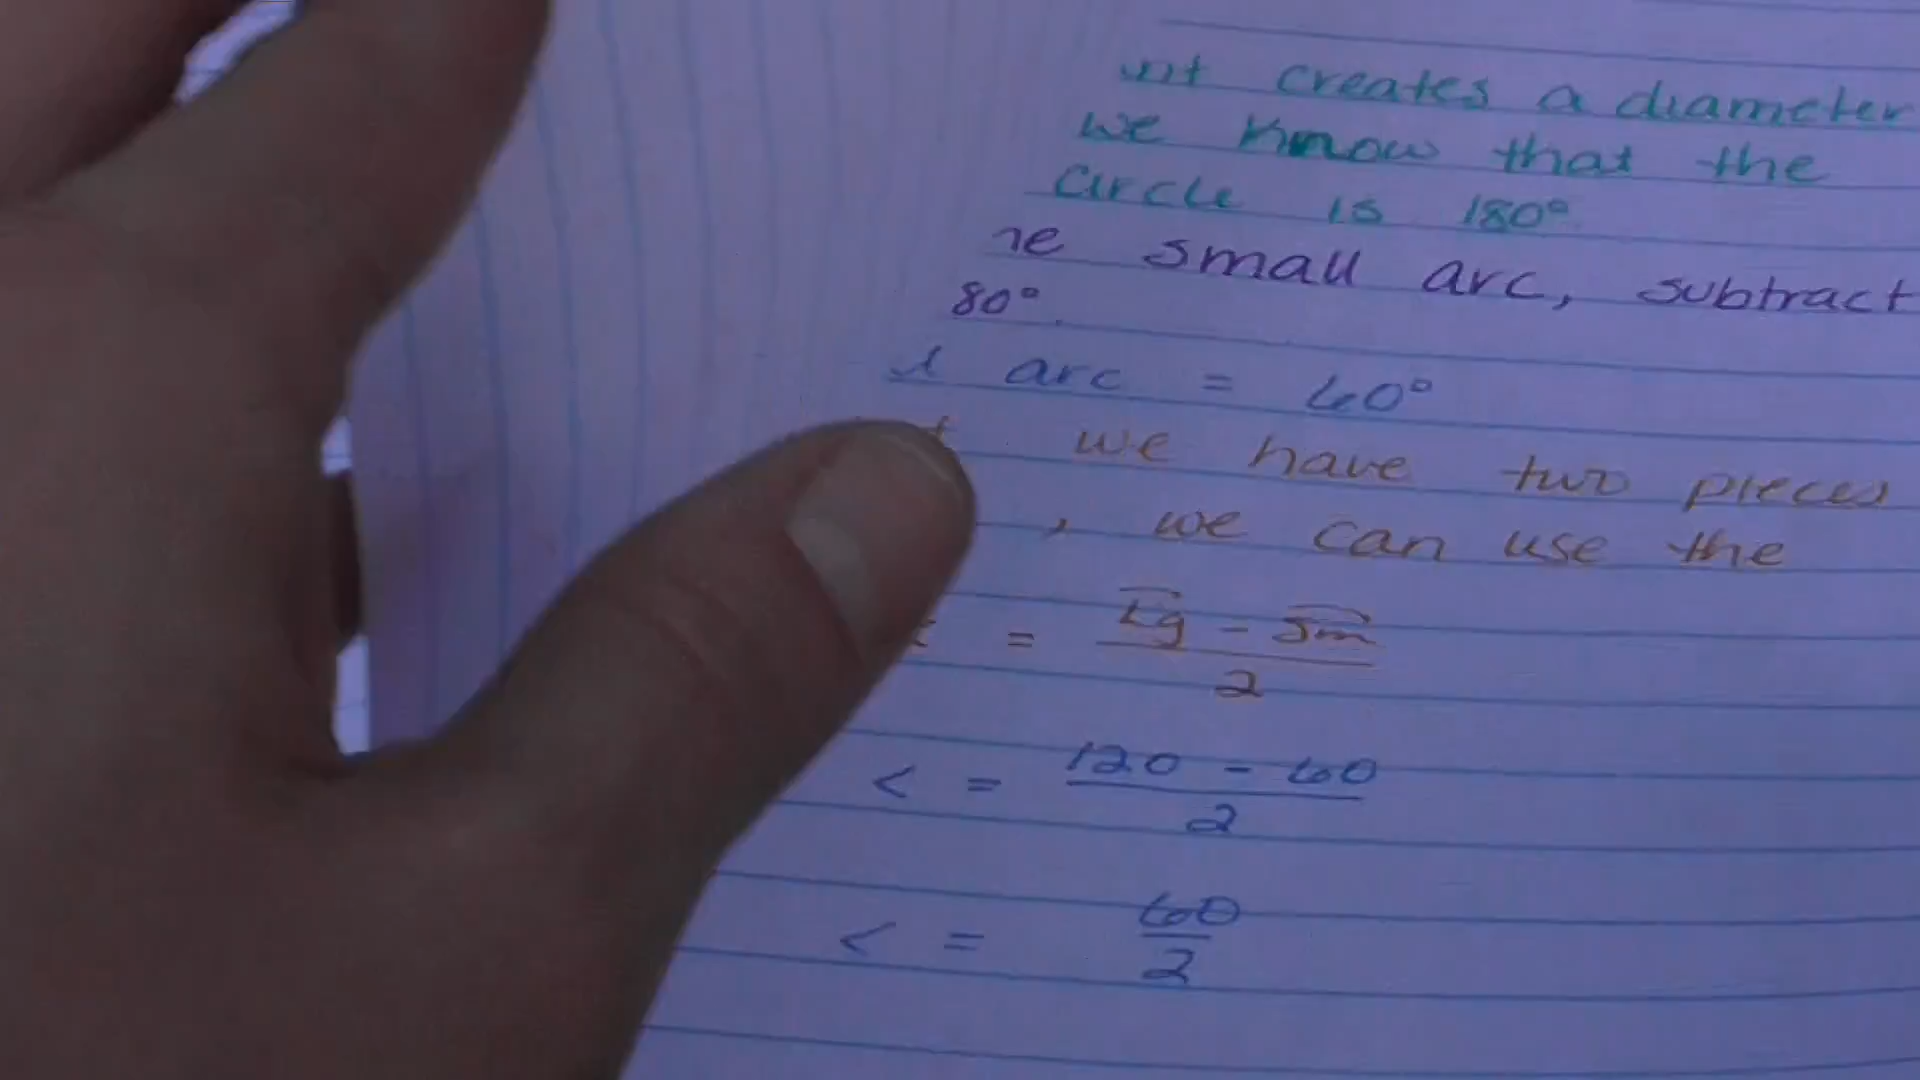 creates a diameter
we know that the
circle is 180°
small arc, subtract
80°.
arc = 60°
we have two pieces
, we can use the
= Lg - Sm
2
< = 120 - 60
2
< = 60
2